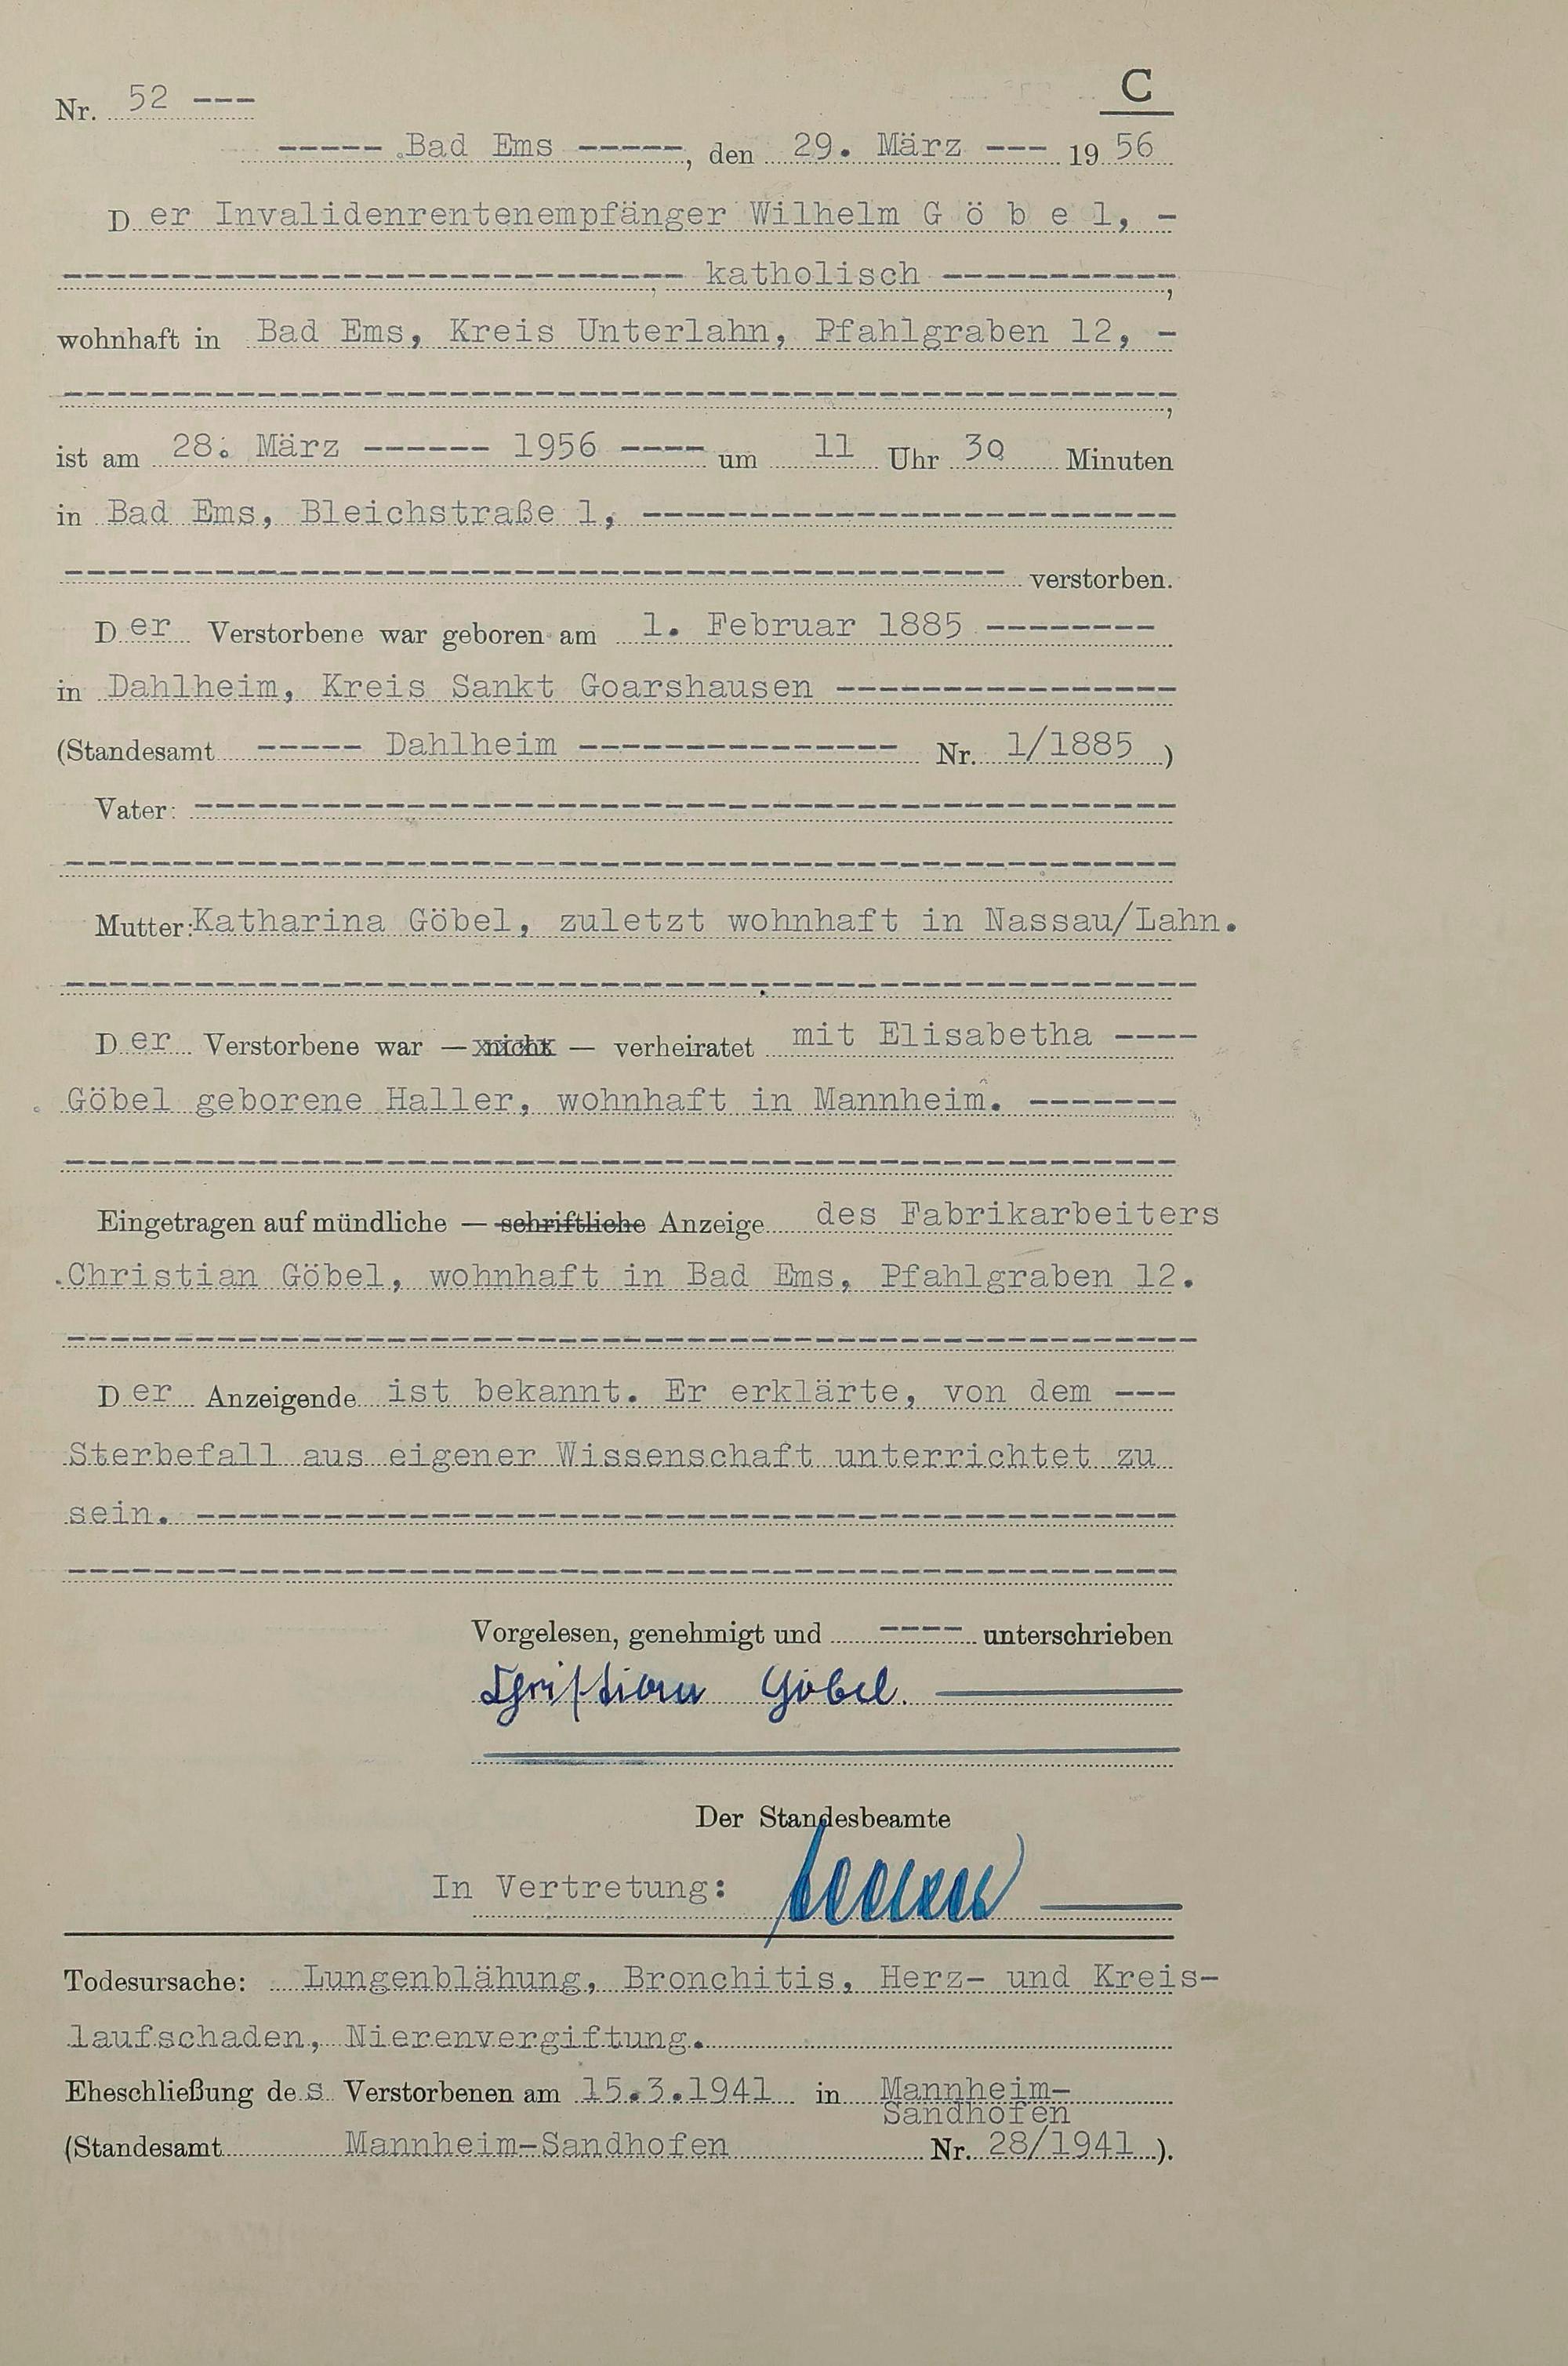 C
Nr. 52 ---
----- Bad Ems -----, den 29. März --- 19 56
Der Invalidenrentenempfänger Wilhelm G ö b e l, -
----------------------------- katholisch -----------,
wohnhaft in Bad Ems, Kreis Unterlahn, Pfahlgraben 12, -
----------------------------------------------------,
ist am 28. März ------ 1956 ---- um 11 Uhr 30 Minuten
in Bad Ems, Bleichstraße 1, -------------------------
-------------------------------------------- verstorben.
Der Verstorbene war geboren am 1. Februar 1885 --------
in Dahlheim, Kreis Sankt Goarshausen ----------------
(Standesamt ----- Dahlheim --------------- Nr. 1/1885 )
Vater: ----------------------------------------------
----------------------------------------------------
Mutter: Katharina Göbel, zuletzt wohnhaft in Nassau/Lahn.
-----------------------------------------------------
Der Verstorbene war — nicht — verheiratet mit Elisabetha ----
Göbel geborene Haller, wohnhaft in Mannheim. -------
----------------------------------------------------
Eingetragen auf mündliche — schriftliche Anzeige des Fabrikarbeiters
Christian Göbel, wohnhaft in Bad Ems, Pfahlgraben 12.
-----------------------------------------------------
Der Anzeigende ist bekannt. Er erklärte, von dem ---
Sterbefall aus eigener Wissenschaft unterrichtet zu
sein. ----------------------------------------------
----------------------------------------------------
Vorgelesen, genehmigt und ---- unterschrieben
Christian Göbel.
Der Standesbeamte
In Vertretung:
Todesursache: Lungenblähung, Bronchitis, Herz- und Kreis-
laufschaden, Nierenvergiftung.
Eheschließung des Verstorbenen am 15.3.1941 in Mannheim-
Sandhofen
(Standesamt Mannheim-Sandhofen Nr. 28/1941 ).